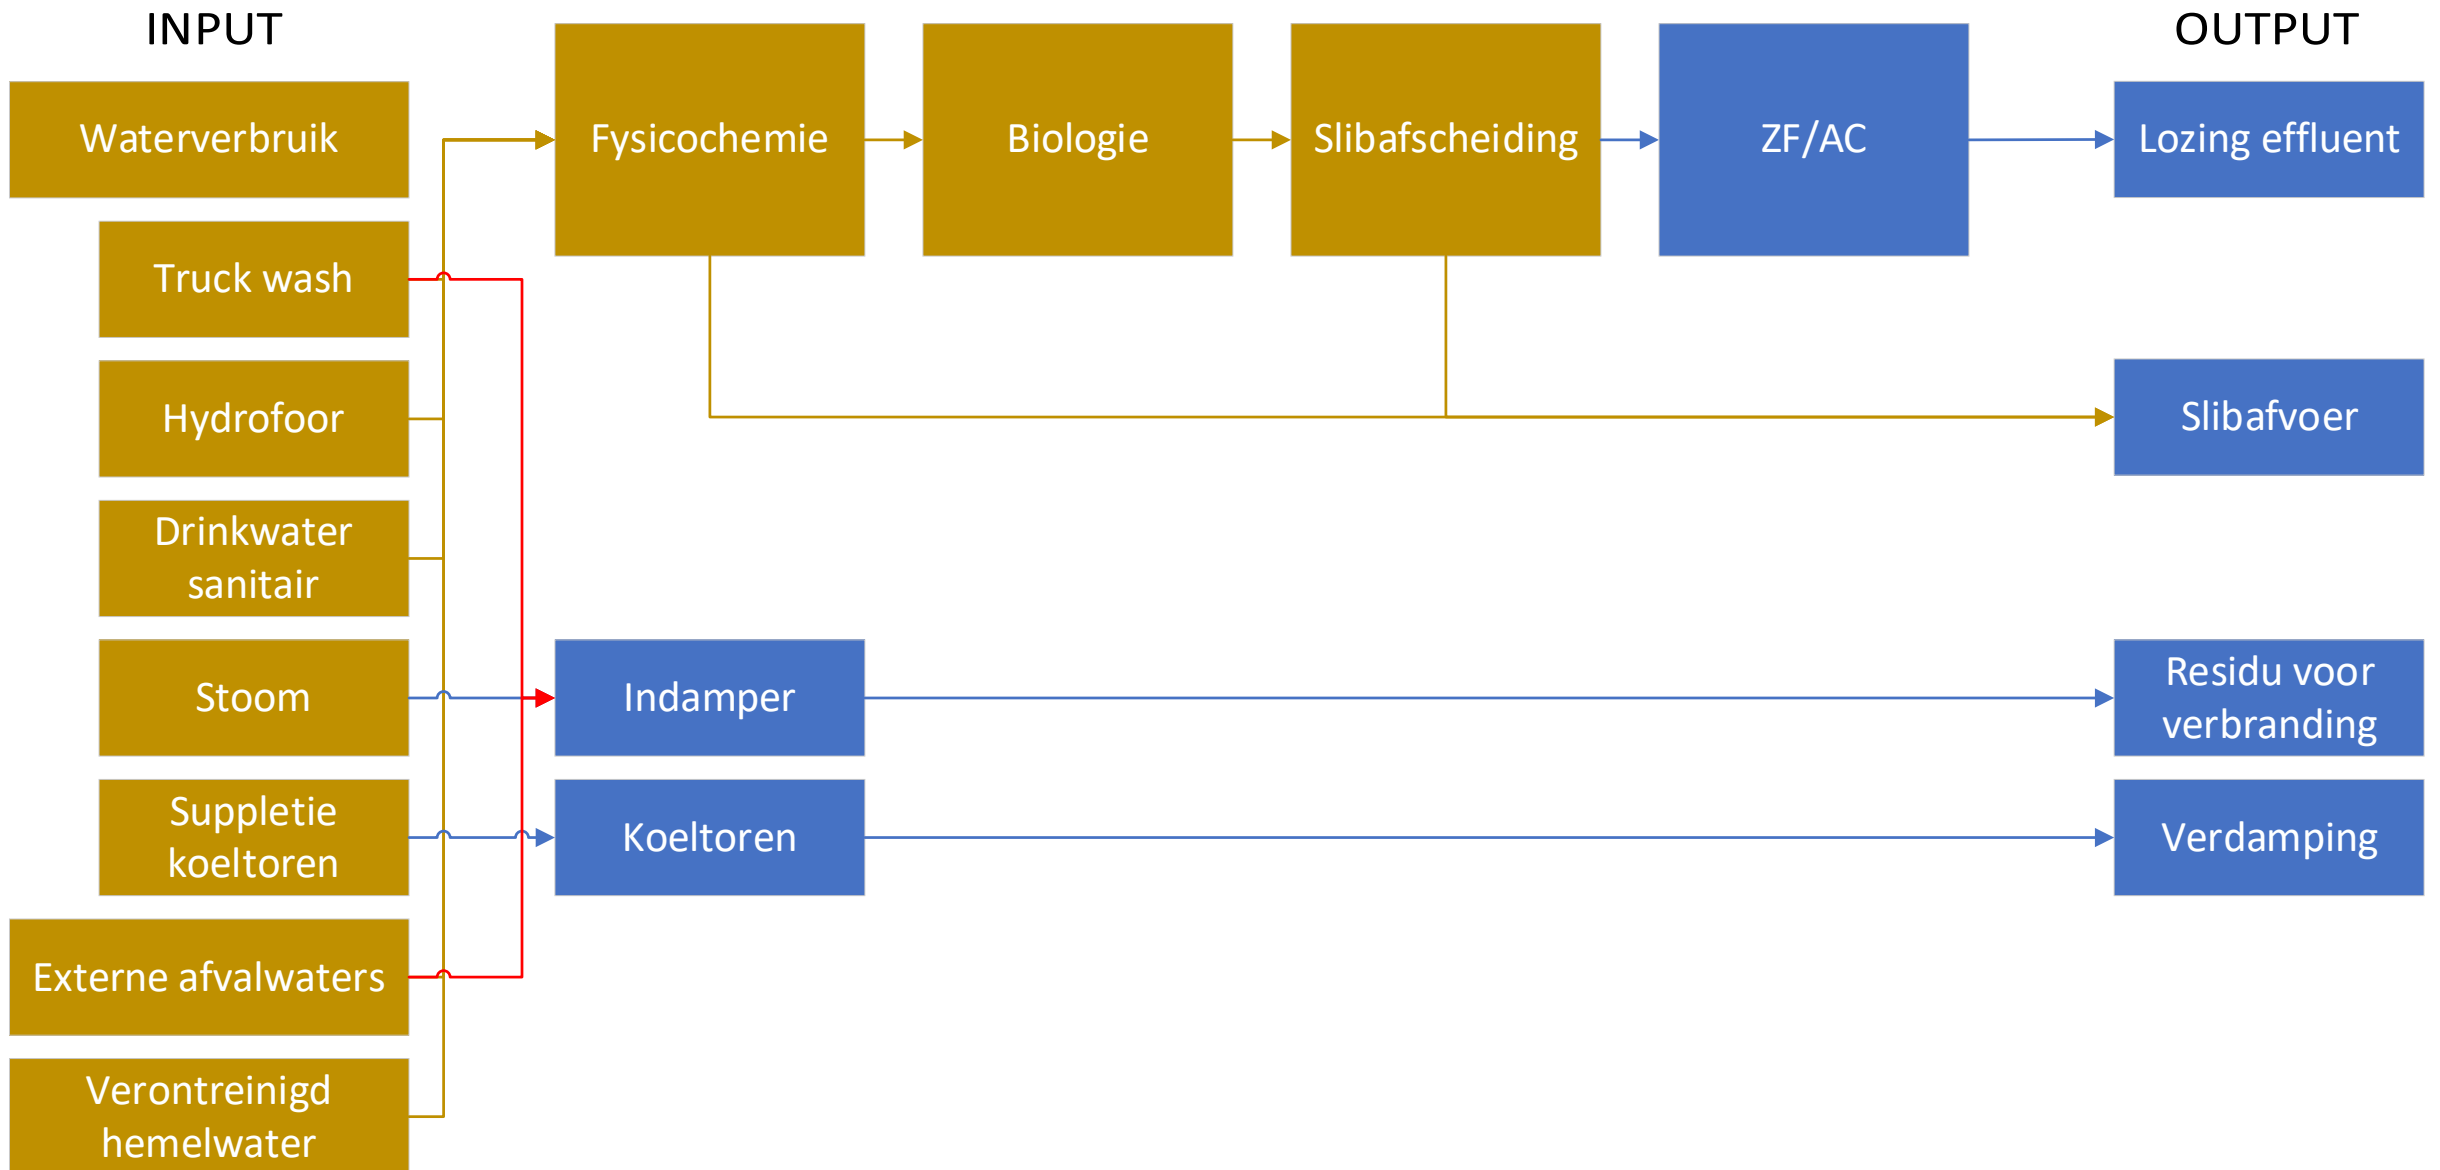 INPUT
OUTPUT
Waterverbruik
Fysicochemie
Biologie
Slibafscheiding
ZF/AC
Lozing effluent
Truck wash
Hydrofoor
Slibafvoer
Drinkwater
sanitair
Stoom
Indamper
Residu voor
verbranding
Suppletie
koeltoren
Koeltoren
Verdamping
Externe afvalwaters
Verontreinigd
hemelwater